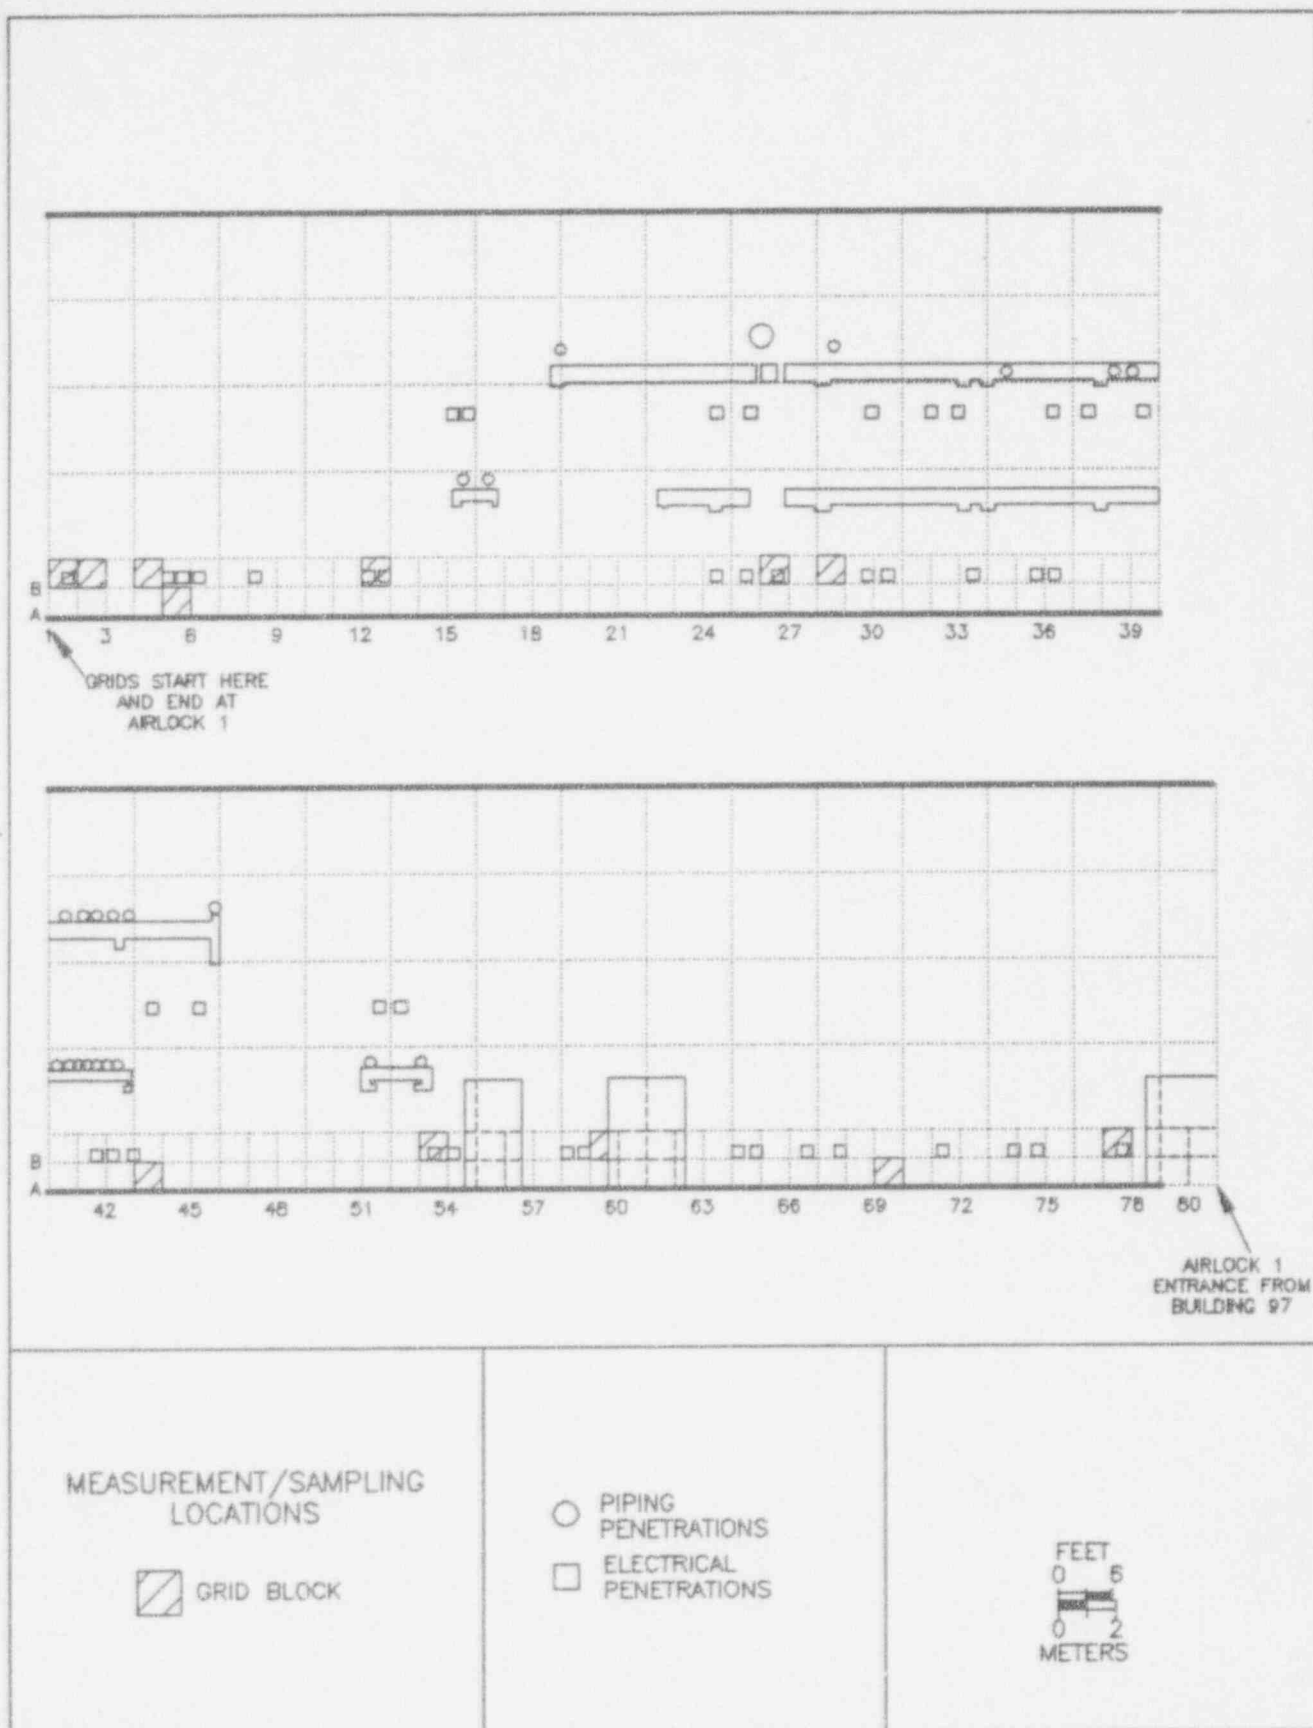 B
A
1 3 6 9 12 15 18 21 24 27 30 33 36 39
GRIDS START HERE
AND END AT
AIRLOCK 1
B
A
42 45 48 51 54 57 60 63 66 69 72 75 78 80
AIRLOCK 1
ENTRANCE FROM
BUILDING 97
MEASUREMENT/SAMPLING
LOCATIONS
GRID BLOCK
PIPING
PENETRATIONS
ELECTRICAL
PENETRATIONS
FEET
0 6
0 2
METERS